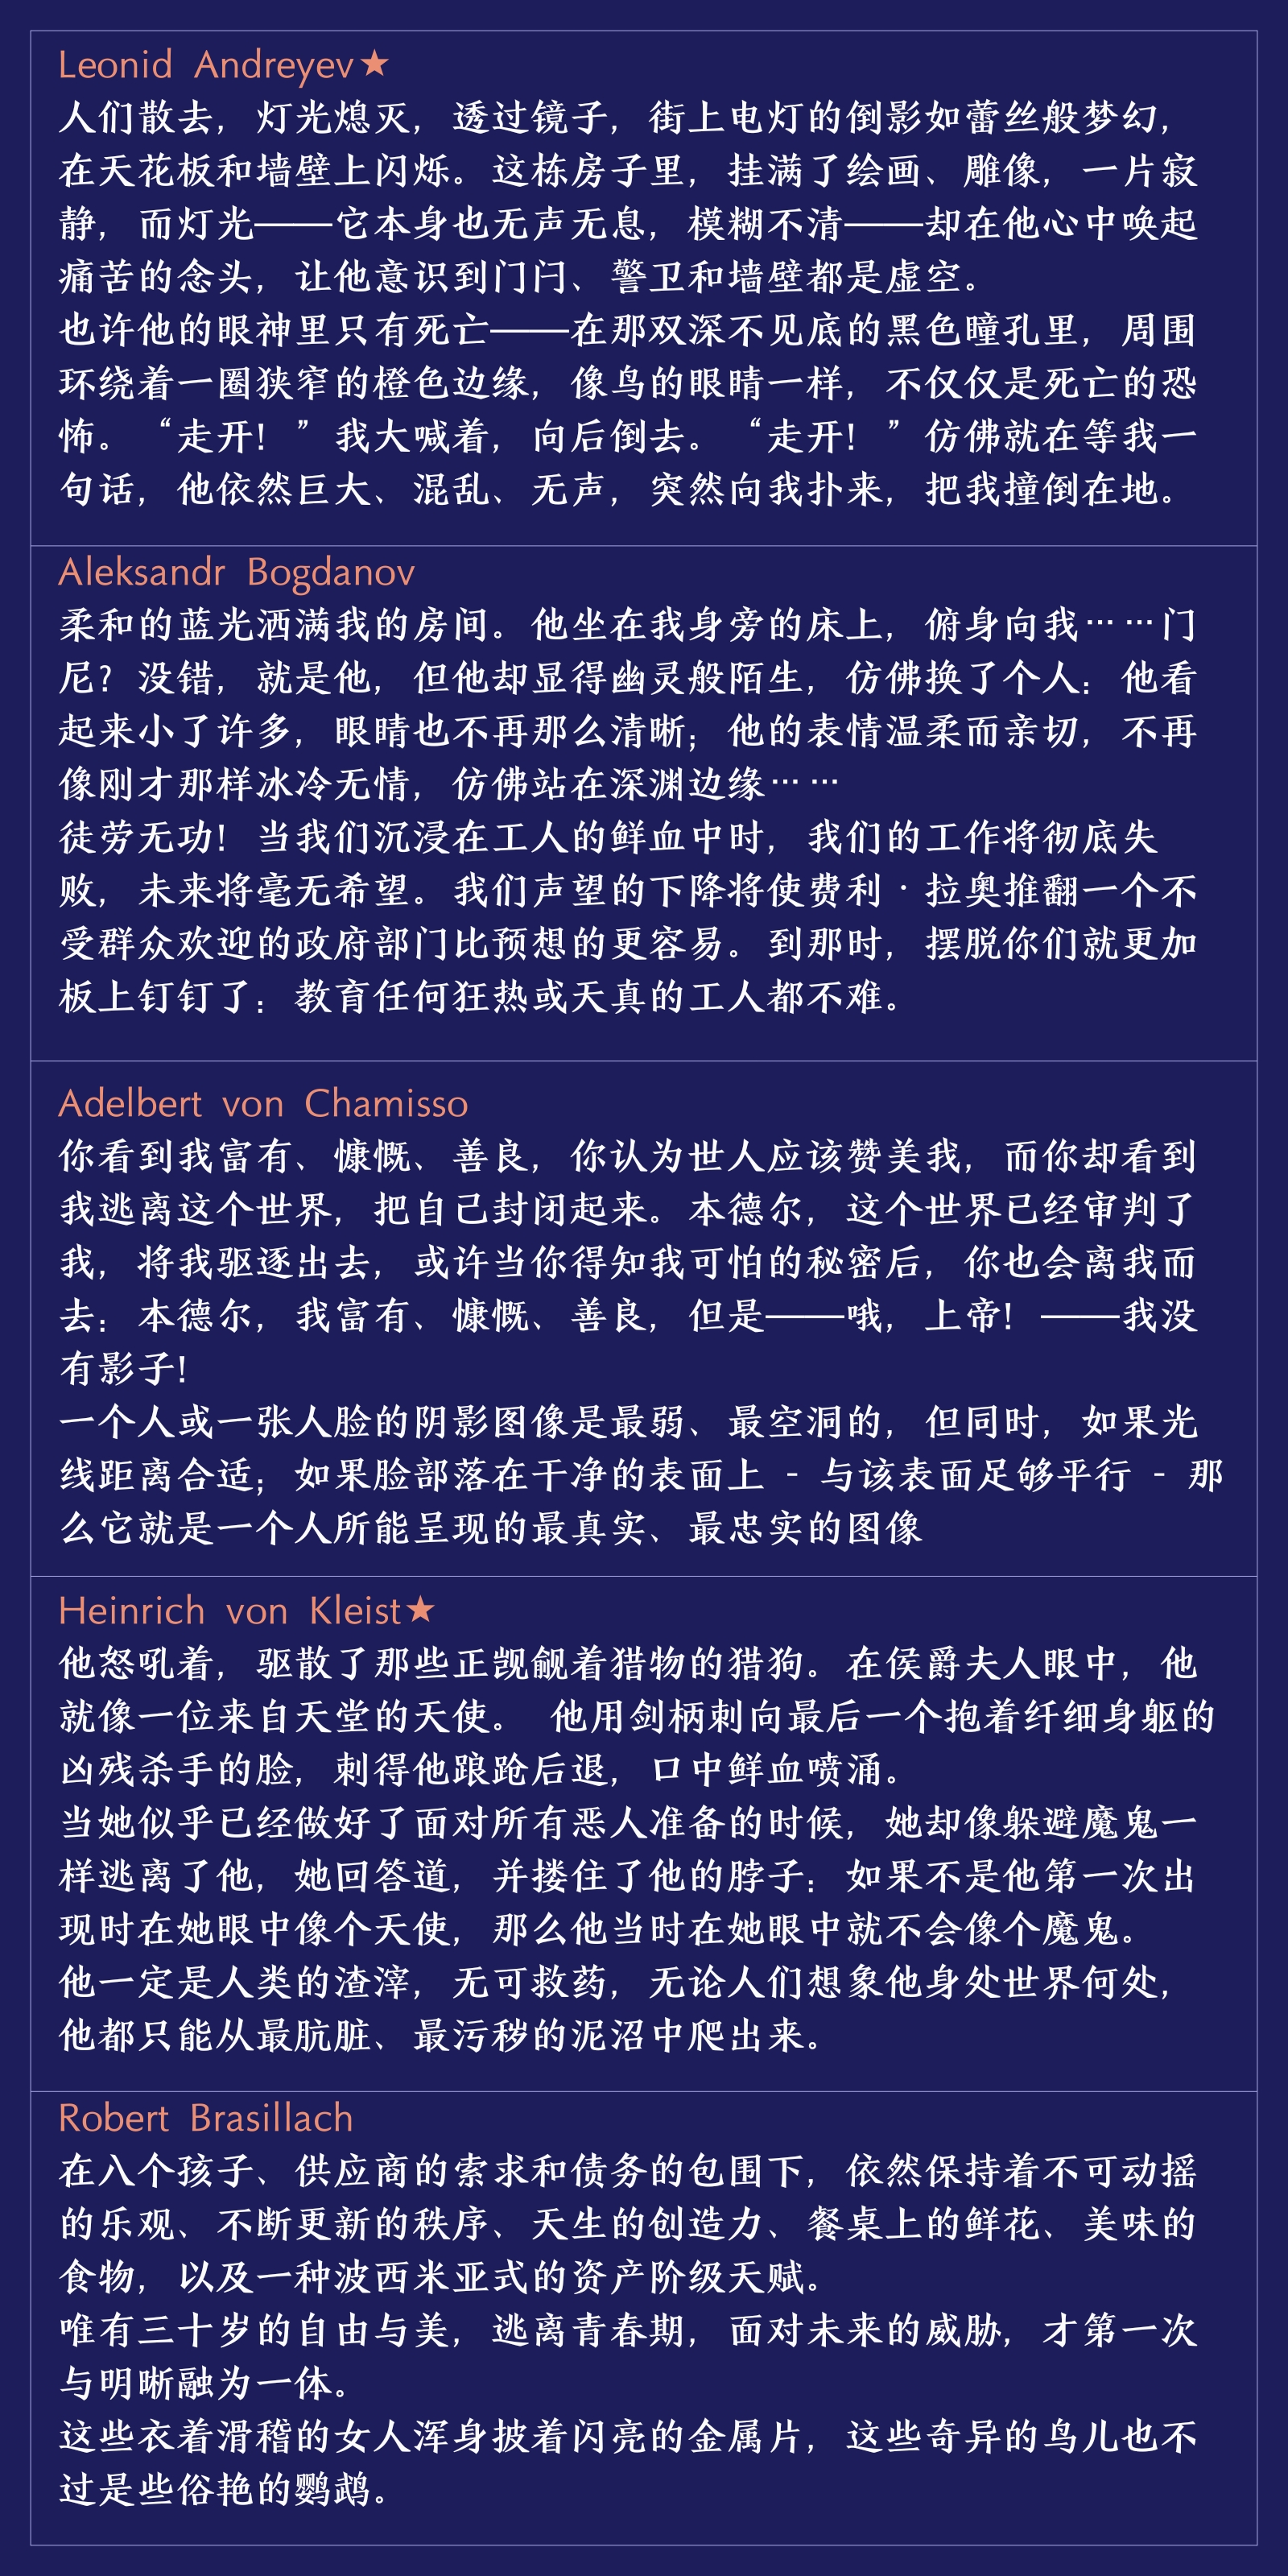 Leonid Andreyev★
人们散去，灯光熄灭，透过镜子，街上电灯的倒影如蕾丝般梦幻，
在天花板和墙壁上闪烁。这栋房子里，挂满了绘画、雕像，一片寂
静，而灯光——它本身也无声无息，模糊不清——却在他心中唤起
痛苦的念头，让他意识到门闩、警卫和墙壁都是虚空。
也许他的眼神里只有死亡——在那双深不见底的黑色瞳孔里，周围
环绕着一圈狭窄的橙色边缘，像鸟的眼睛一样，不仅仅是死亡的恐
怖。“走开！”我大喊着，向后倒去。“走开！”仿佛就在等我一
句话，他依然巨大、混乱、无声，突然向我扑来，把我撞倒在地。
Aleksandr Bogdanov
柔和的蓝光洒满我的房间。他坐在我身旁的床上，俯身向我……门
尼？没错，就是他，但他却显得幽灵般陌生，仿佛换了个人：他看
起来小了许多，眼睛也不再那么清晰；他的表情温柔而亲切，不再
像刚才那样冰冷无情，仿佛站在深渊边缘……
徒劳无功！当我们沉浸在工人的鲜血中时，我们的工作将彻底失
败，未来将毫无希望。我们声望的下降将使费利·拉奥推翻一个不
受群众欢迎的政府部门比预想的更容易。到那时，摆脱你们就更加
板上钉钉了：教育任何狂热或天真的工人都不难。
Adelbert von Chamisso
你看到我富有、慷慨、善良，你认为世人应该赞美我，而你却看到
我逃离这个世界，把自己封闭起来。本德尔，这个世界已经审判了
我，将我驱逐出去，或许当你得知我可怕的秘密后，你也会离我而
去：本德尔，我富有、慷慨、善良，但是——哦，上帝！——我没
有影子！
一个人或一张人脸的阴影图像是最弱、最空洞的，但同时，如果光
线距离合适；如果脸部落在干净的表面上 - 与该表面足够平行 - 那
么它就是一个人所能呈现的最真实、最忠实的图像
Heinrich von Kleist★
他怒吼着，驱散了那些正觊觎着猎物的猎狗。在侯爵夫人眼中，他
就像一位来自天堂的天使。 他用剑柄刺向最后一个抱着纤细身躯的
凶残杀手的脸，刺得他踉跄后退，口中鲜血喷涌。
当她似乎已经做好了面对所有恶人准备的时候，她却像躲避魔鬼一
样逃离了他，她回答道，并搂住了他的脖子：如果不是他第一次出
现时在她眼中像个天使，那么他当时在她眼中就不会像个魔鬼。
他一定是人类的渣滓，无可救药，无论人们想象他身处世界何处，
他都只能从最肮脏、最污秽的泥沼中爬出来。
Robert Brasillach
在八个孩子、供应商的索求和债务的包围下，依然保持着不可动摇
的乐观、不断更新的秩序、天生的创造力、餐桌上的鲜花、美味的
食物，以及一种波西米亚式的资产阶级天赋。
唯有三十岁的自由与美，逃离青春期，面对未来的威胁，才第一次
与明晰融为一体。
这些衣着滑稽的女人浑身披着闪亮的金属片，这些奇异的鸟儿也不
过是些俗艳的鹦鹉。